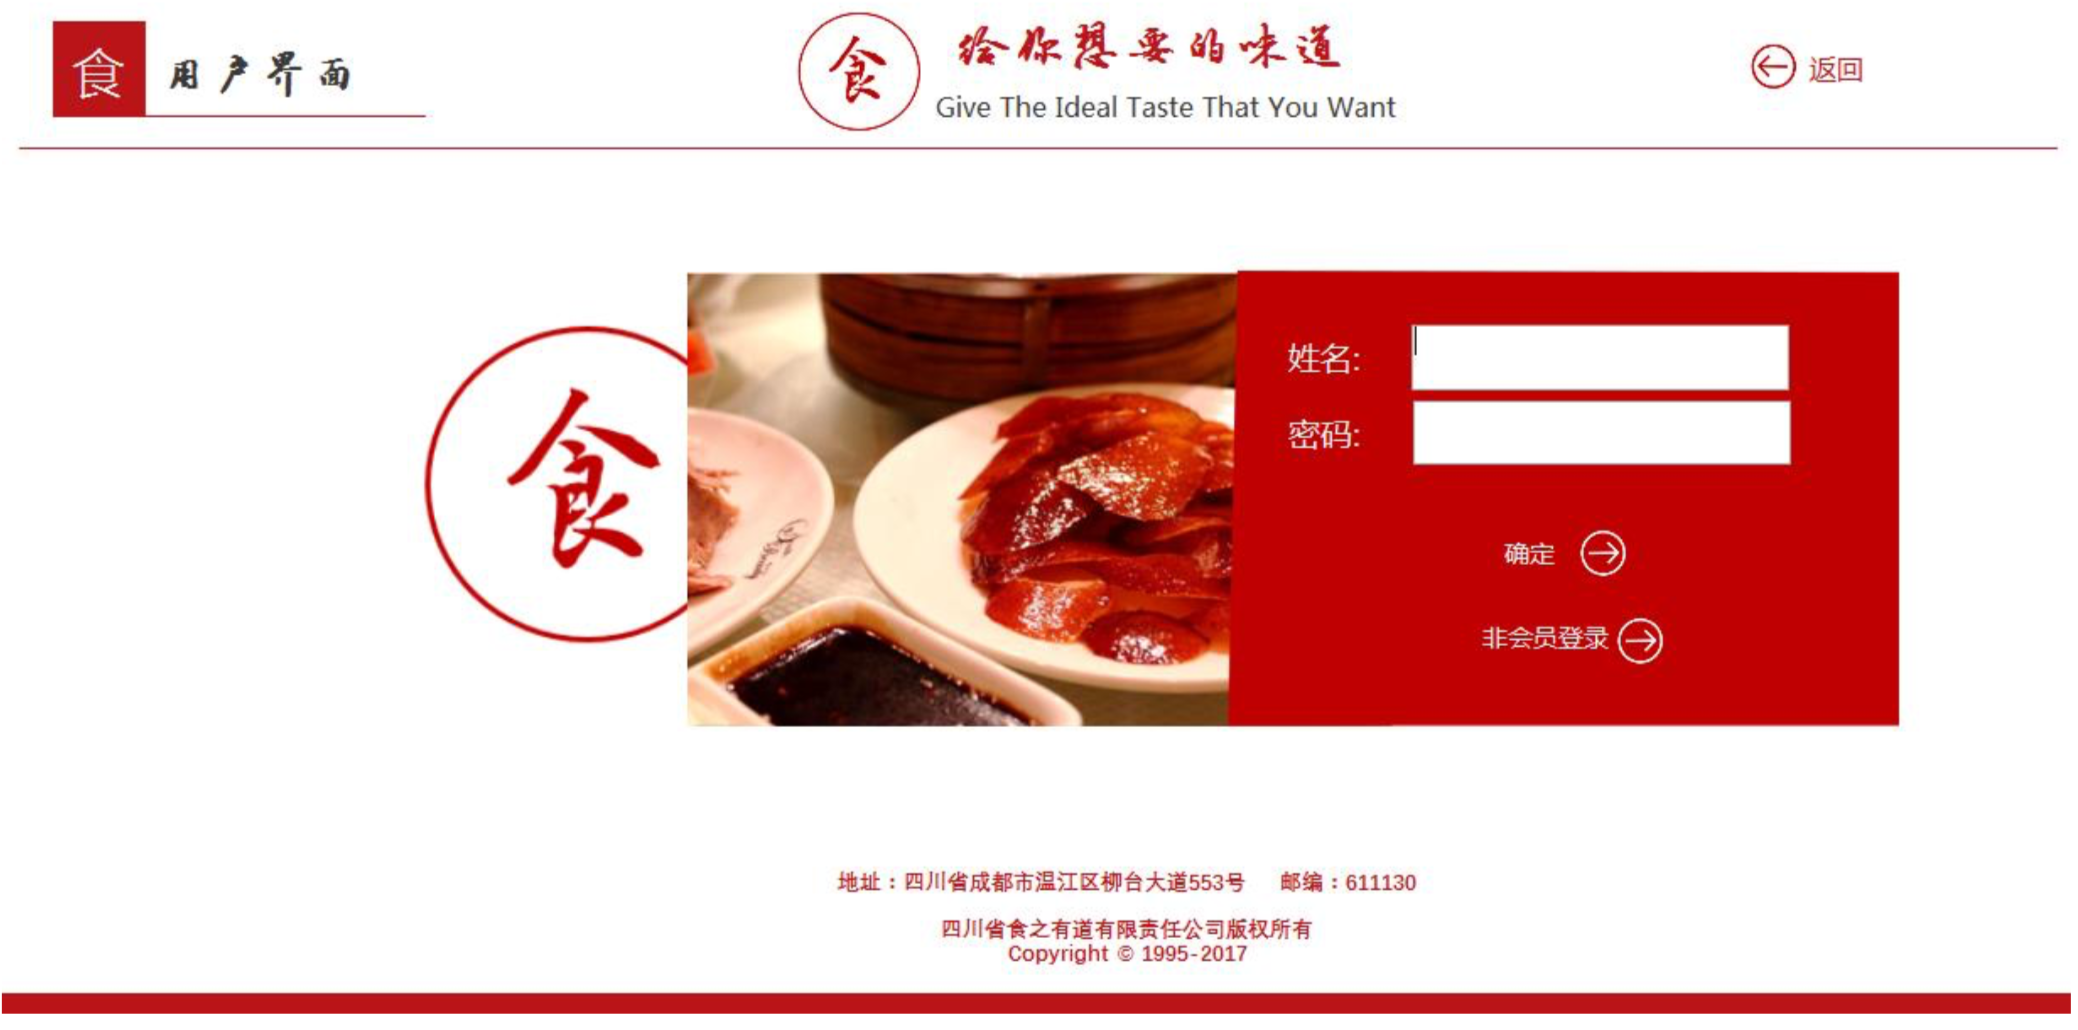 食 用户界面
食 给你想要的味道
Give The Ideal Taste That You Want
返回
食
姓名:
密码:
确定
非会员登录
地址：四川省成都市温江区柳台大道553号 邮编：611130
四川省食之有道有限责任公司版权所有
Copyright © 1995-2017